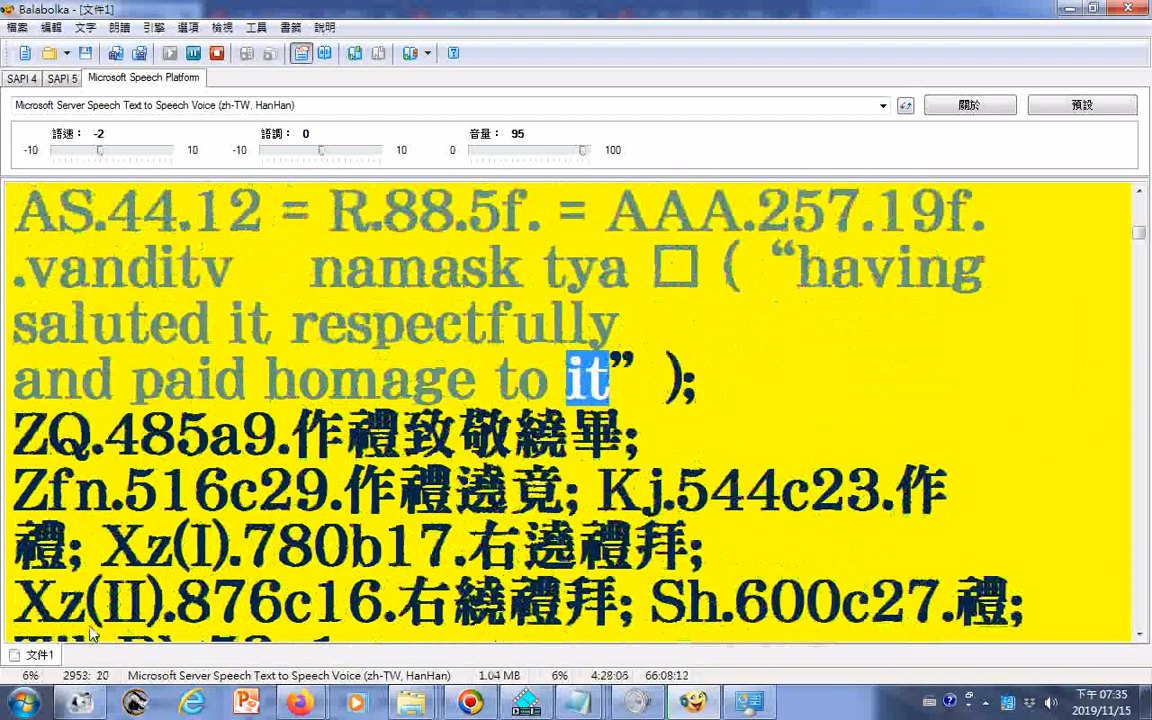 Balabolka - [文件1]
檔案 編輯 文字 朗讀 引擎 選項 檢視 工具 書籤 說明
SAPI 4 SAPI 5 Microsoft Speech Platform
Microsoft Server Speech Text to Speech Voice (zh-TW, HanHan) 關於 預設
語速： -2 語調： 0 音量： 95
-10 10 -10 10 0 100
AS.44.12 = R.88.5f. = AAA.257.19f.
.vanditv namask tya □ ( “having
saluted it respectfully
and paid homage to it” );
ZQ.485a9.作禮致敬繞畢;
Zfn.516c29.作禮遶竟; Kj.544c23.作
禮; Xz(I).780b17.右遶禮拜;
Xz(II).876c16.右繞禮拜; Sh.600c27.禮;
文件1
6% 2953: 20 Microsoft Server Speech Text to Speech Voice (zh-TW, HanHan) 1.04 MB 6% 4:28:06 66:08:12
下午 07:35
2019/11/15